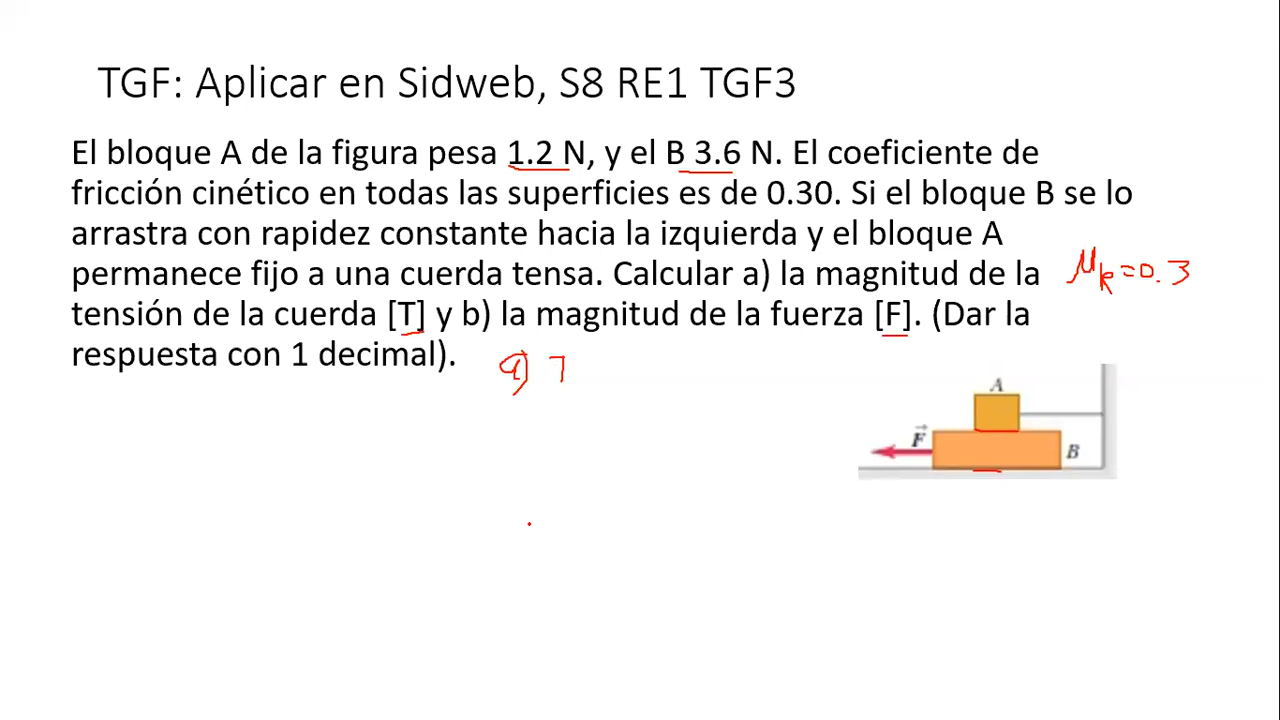 TGF: Aplicar en Sidweb, S8 RE1 TGF3
El bloque A de la figura pesa 1.2 N, y el B 3.6 N. El coeficiente de
fricción cinético en todas las superficies es de 0.30. Si el bloque B se lo
arrastra con rapidez constante hacia la izquierda y el bloque A
permanece fijo a una cuerda tensa. Calcular a) la magnitud de la
μk=0.3
tensión de la cuerda [T] y b) la magnitud de la fuerza [F]. (Dar la
respuesta con 1 decimal).
a) T
A
F
B